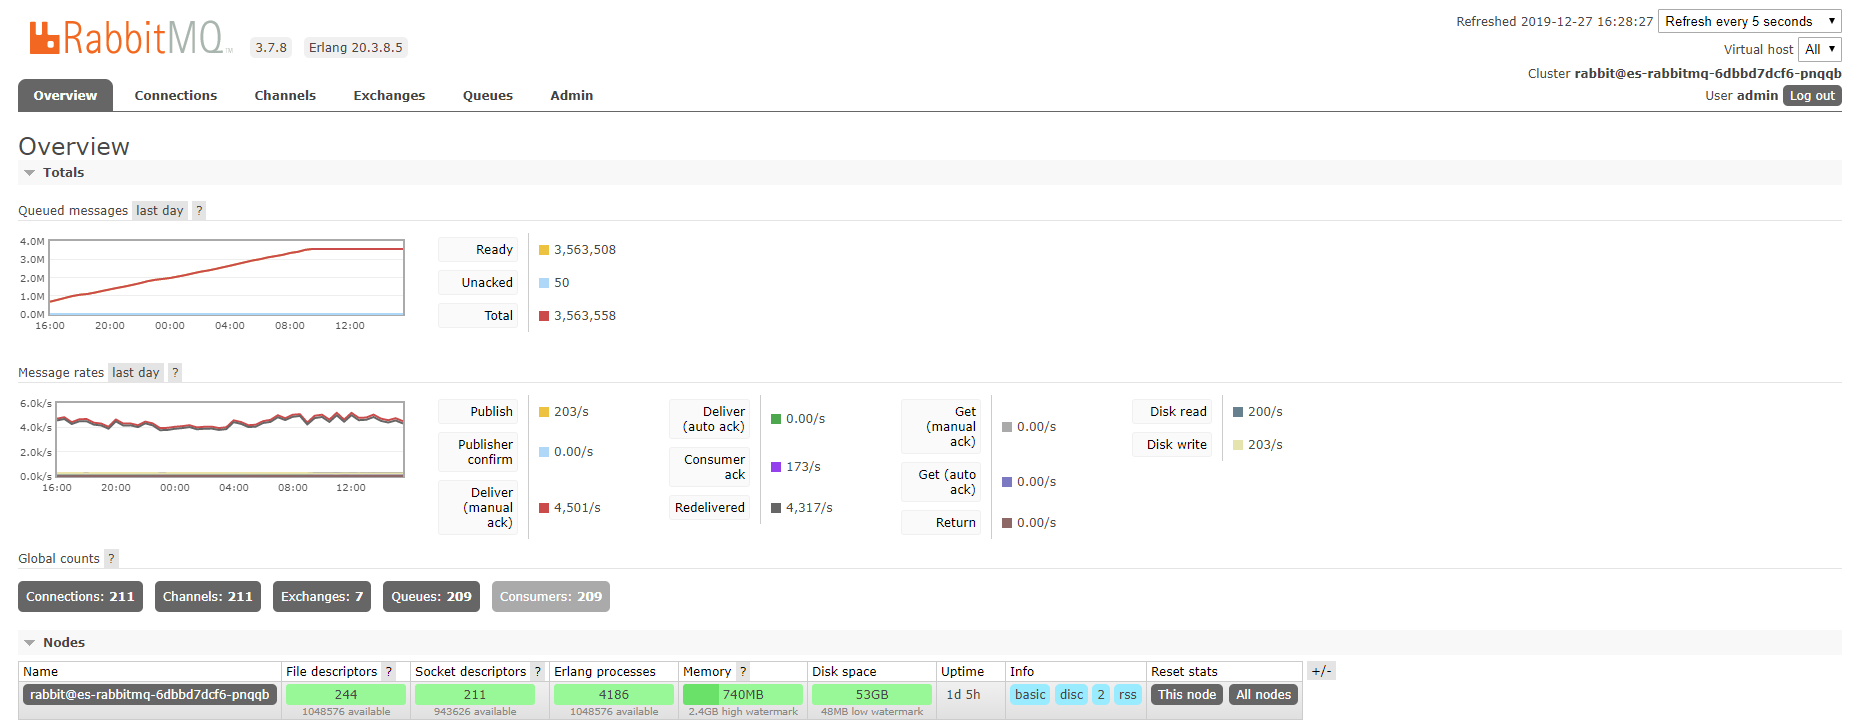 RabbitMQ TM 3.7.8 Erlang 20.3.8.5
Refreshed 2019-12-27 16:28:27 Refresh every 5 seconds
Virtual host All
Cluster rabbit@es-rabbitmq-6dbbd7dcf6-pnqqb
User admin Log out
Overview Connections Channels Exchanges Queues Admin
Overview
Totals
Queued messages last day ?
4.0M
3.0M
2.0M
1.0M
0.0M
16:00 20:00 00:00 04:00 08:00 12:00
Ready 3,563,508
Unacked 50
Total 3,563,558
Message rates last day ?
6.0k/s
4.0k/s
2.0k/s
0.0k/s
16:00 20:00 00:00 04:00 08:00 12:00
Publish 203/s
Publisher
confirm 0.00/s
Deliver
(manual
ack) 4,501/s
Deliver
(auto ack) 0.00/s
Consumer
ack 173/s
Redelivered 4,317/s
Get
(manual
ack) 0.00/s
Get (auto
ack) 0.00/s
Return 0.00/s
Disk read 200/s
Disk write 203/s
Global counts ?
Connections: 211 Channels: 211 Exchanges: 7 Queues: 209 Consumers: 209
Nodes
Name File descriptors ? Socket descriptors ? Erlang processes Memory ? Disk space Uptime Info Reset stats +/-
rabbit@es-rabbitmq-6dbbd7dcf6-pnqqb 244 211 4186 740MB 53GB 1d 5h basic disc 2 rss This node All nodes
1048576 available 943626 available 1048576 available 2.4GB high watermark 48MB low watermark